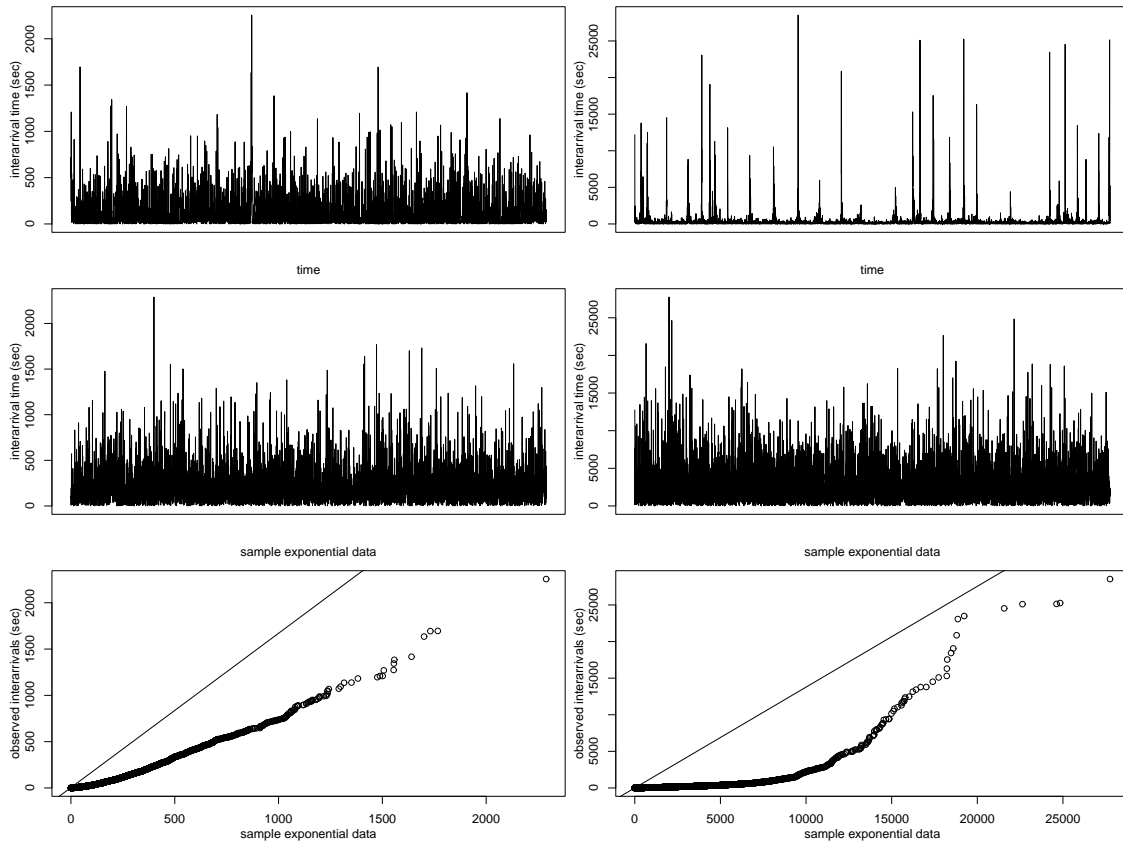 interarrival time (sec)
0 500 1000 1500 2000
time
interarrival time (sec)
0 5000 15000 25000
time
interarrival time (sec)
0 500 1000 1500 2000
sample exponential data
interarrival time (sec)
0 5000 15000 25000
sample exponential data
observed interarrivals (sec)
0 500 1000 1500 2000
0 500 1000 1500 2000
sample exponential data
observed interarrivals (sec)
0 5000 15000 25000
0 5000 10000 15000 20000 25000
sample exponential data